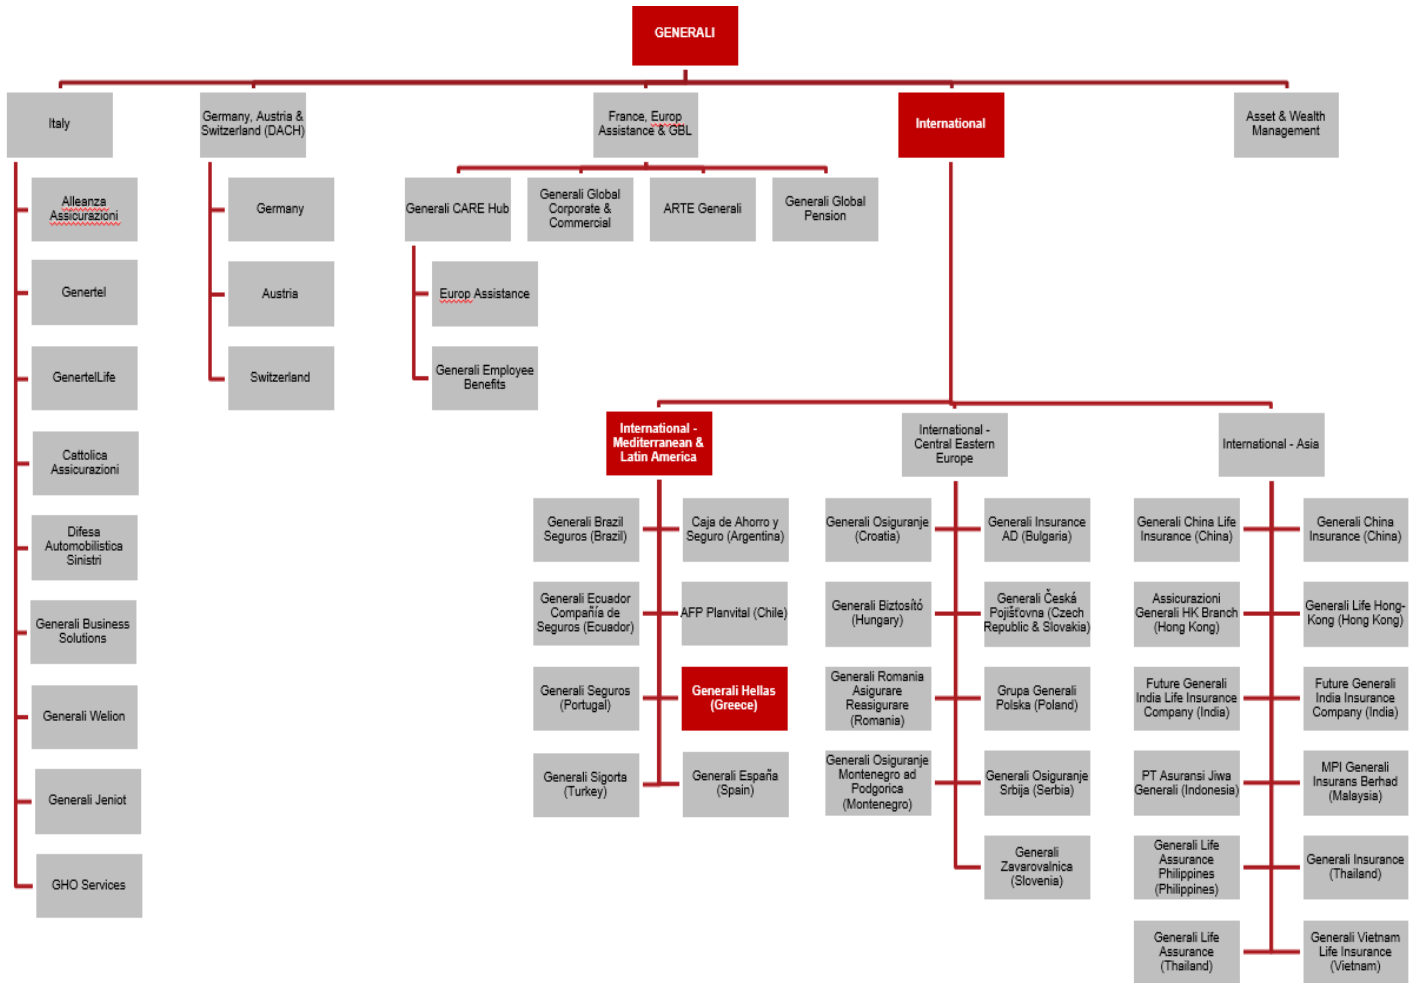 GENERALI
Italy
Germany, Austria &
Switzerland (DACH)
France, Europ
Assistance & GBL
International
Asset & Wealth
Management
Alleanza
Assicurazioni
Genertel
GenertelLife
Cattolica
Assicurazioni
Difesa
Automobilistica
Sinistri
Generali Business
Solutions
Generali Welion
Generali Jeniot
GHO Services
Germany
Austria
Switzerland
Generali CARE Hub
Generali Global
Corporate &
Commercial
ARTE Generali
Generali Global
Pension
Europ Assistance
Generali Employee
Benefits
International -
Mediterranean &
Latin America
International -
Central Eastern
Europe
International - Asia
Generali Brazil
Seguros (Brazil)
Caja de Ahorro y
Seguro (Argentina)
Generali Ecuador
Compañía de
Seguros (Ecuador)
AFP Planvital (Chile)
Generali Seguros
(Portugal)
Generali Hellas
(Greece)
Generali Sigorta
(Turkey)
Generali España
(Spain)
Generali Osiguranje
(Croatia)
Generali Insurance
AD (Bulgaria)
Generali Biztosító
(Hungary)
Generali Česká
Pojišťovna (Czech
Republic & Slovakia)
Generali Romania
Asigurare
Reasigurare
(Romania)
Grupa Generali
Polska (Poland)
Generali Osiguranje
Montenegro ad
Podgorica
(Montenegro)
Generali Osiguranje
Srbija (Serbia)
Generali
Zavarovalnica
(Slovenia)
Generali China Life
Insurance (China)
Generali China
Insurance (China)
Assicurazioni
Generali HK Branch
(Hong Kong)
Generali Life Hong-
Kong (Hong Kong)
Future Generali
India Life Insurance
Company (India)
Future Generali
India Insurance
Company (India)
PT Asuransi Jiwa
Generali (Indonesia)
MPI Generali
Insurans Berhad
(Malaysia)
Generali Life
Assurance
Philippines
(Philippines)
Generali Insurance
(Thailand)
Generali Life
Assurance
(Thailand)
Generali Vietnam
Life Insurance
(Vietnam)